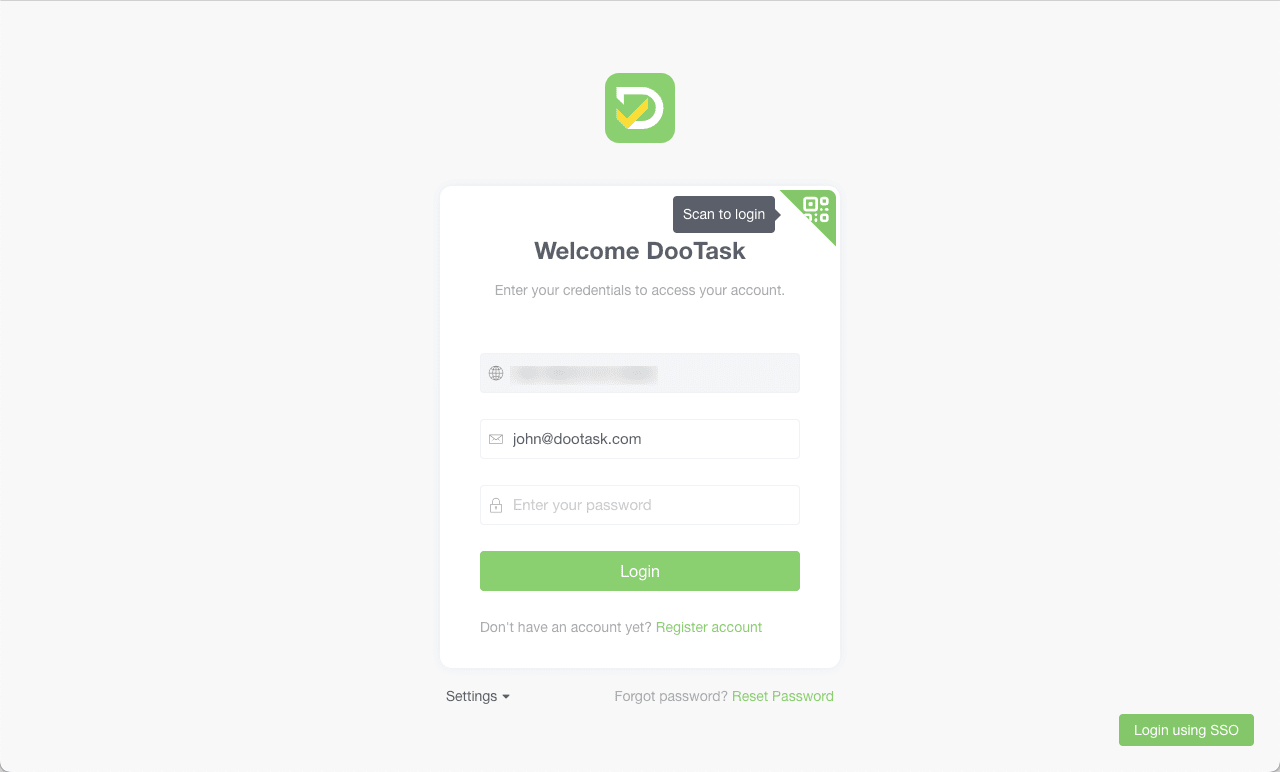 Scan to login
Welcome DooTask
Enter your credentials to access your account.
john@dootask.com
Enter your password
Login
Don't have an account yet? Register account
Settings
Forgot password? Reset Password
Login using SSO